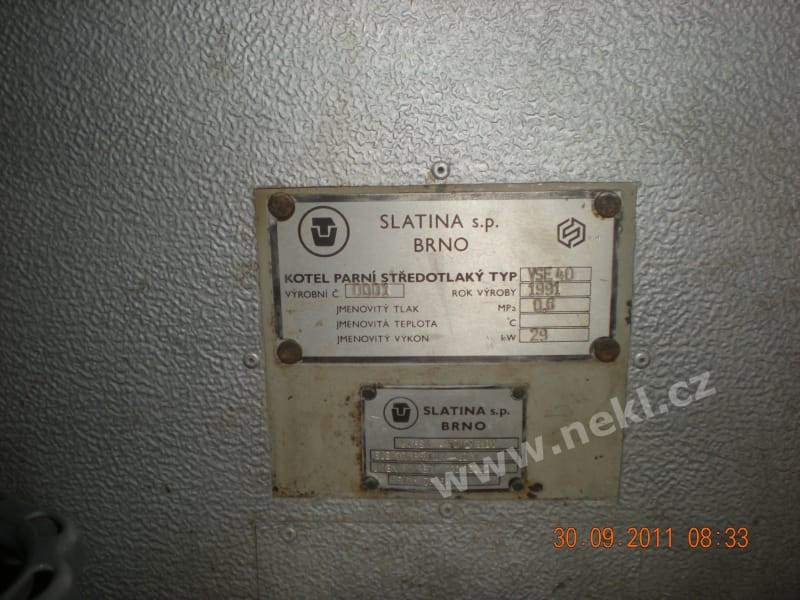 SLATINA s.p.
BRNO
KOTEL PARNÍ STŘEDOTLAKÝ TYP VSE 40
VÝROBNÍ Č. 0001 ROK VÝROBY 1991
JMENOVITÝ TLAK MPa 0.6
JMENOVITÁ TEPLOTA °C
JMENOVITÝ VÝKON kW 29
SLATINA s.p.
BRNO
www.nekl.cz
30.09.2011 08:33